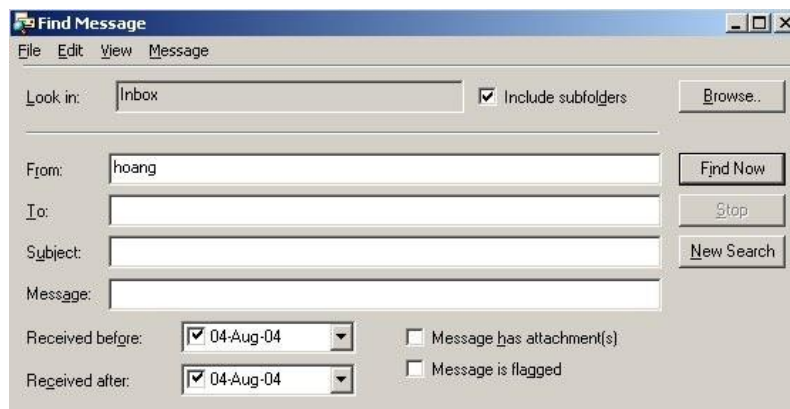 Find Message
File Edit View Message
Look in: Inbox Include subfolders Browse..
From: hoang Find Now
To: Stop
Subject: New Search
Message:
Received before: 04-Aug-04 Message has attachment(s)
Received after: 04-Aug-04 Message is flagged